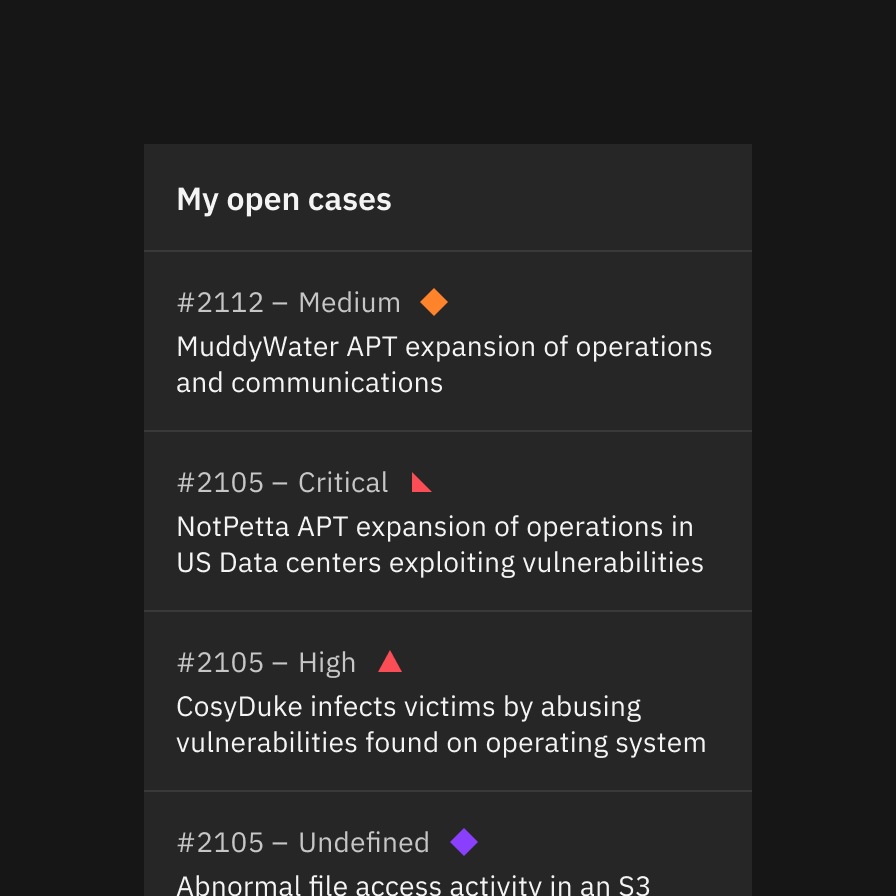 My open cases
#2112 – Medium
MuddyWater APT expansion of operations
and communications
#2105 – Critical
NotPetta APT expansion of operations in
US Data centers exploiting vulnerabilities
#2105 – High
CosyDuke infects victims by abusing
vulnerabilities found on operating system
#2105 – Undefined
Abnormal file access activity in an S3